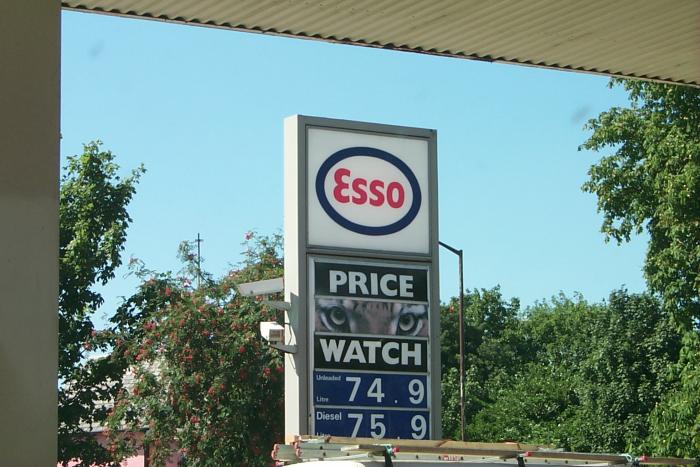 Esso
PRICE
WATCH
Unleaded
Litre 74.9
Diesel 75.9